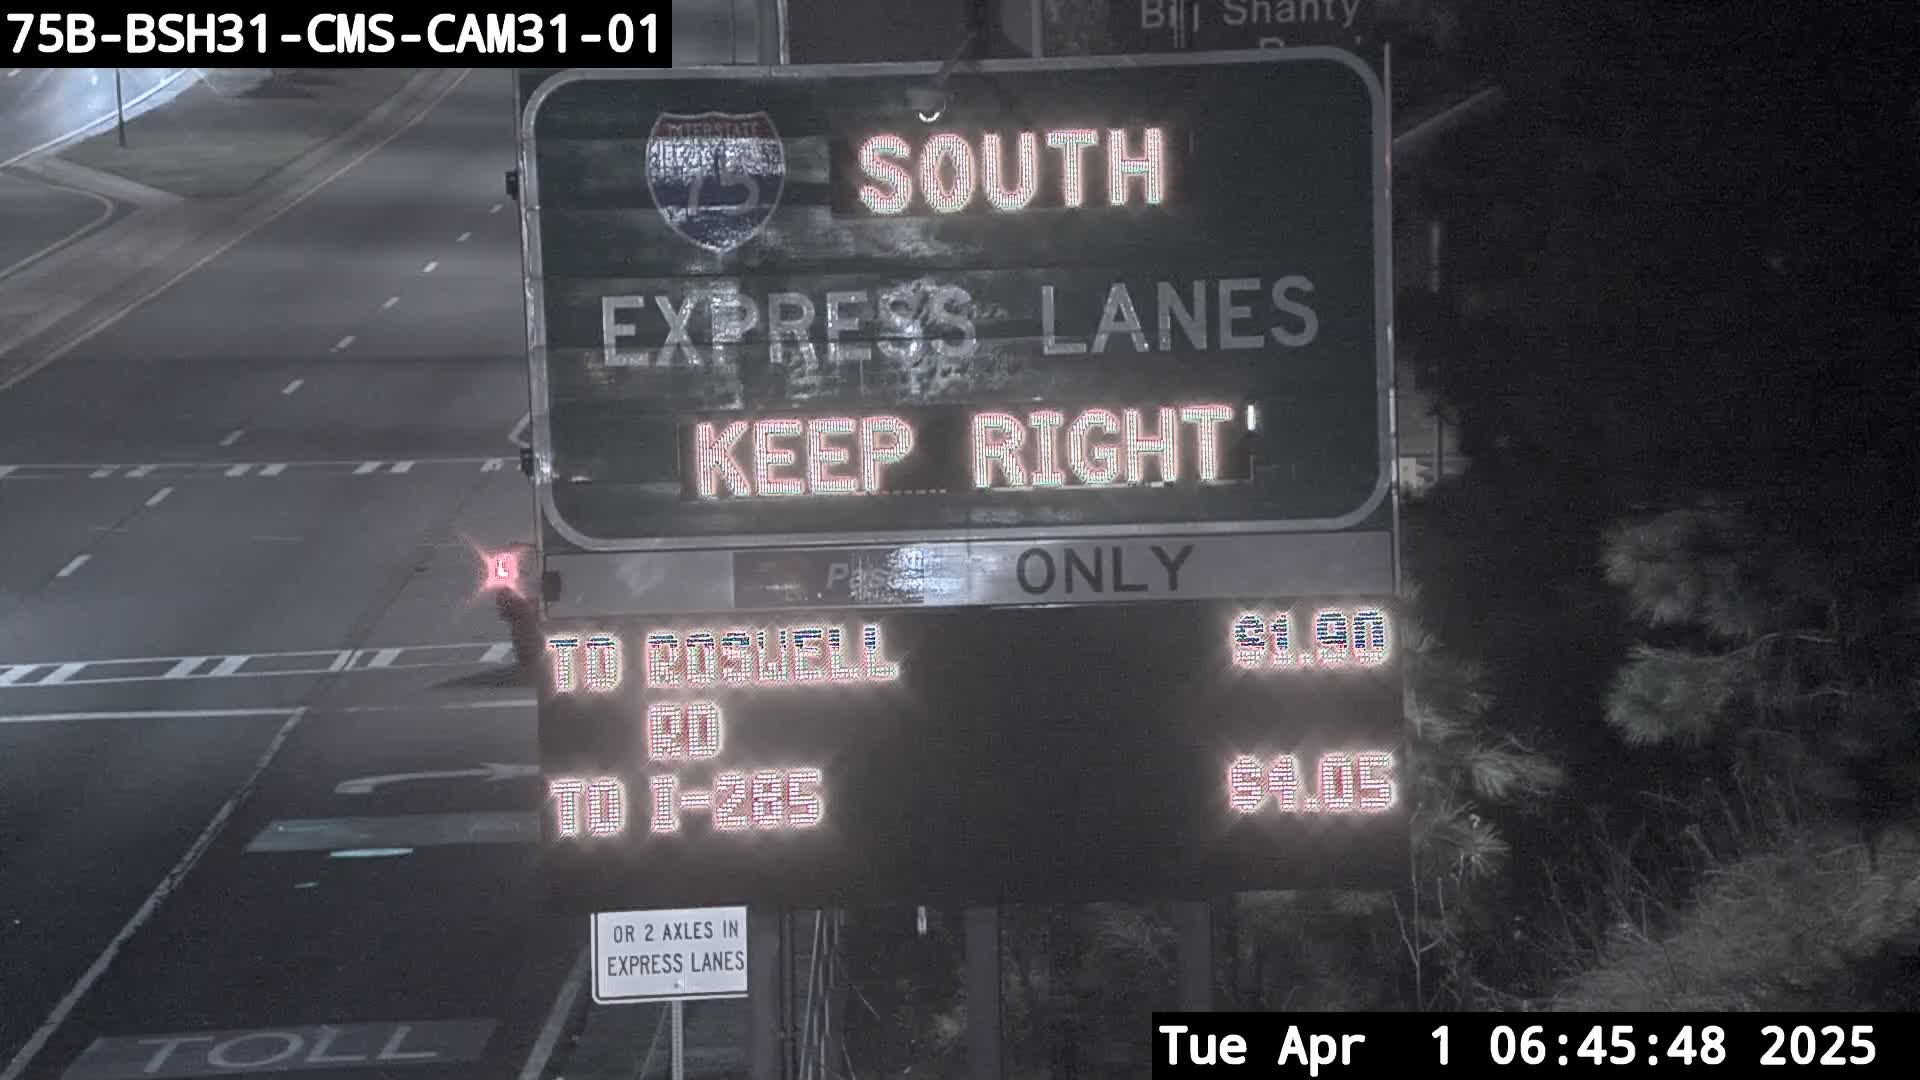 75B-BSH31-CMS-CAM31-01
Shanty
INTERSTATE
75
SOUTH
EXPRESS LANES
KEEP RIGHT
ONLY
TO ROSWELL $1.90
RD
TO I-285 $4.05
OR 2 AXLES IN
EXPRESS LANES
TOLL
Tue Apr 1 06:45:48 2025